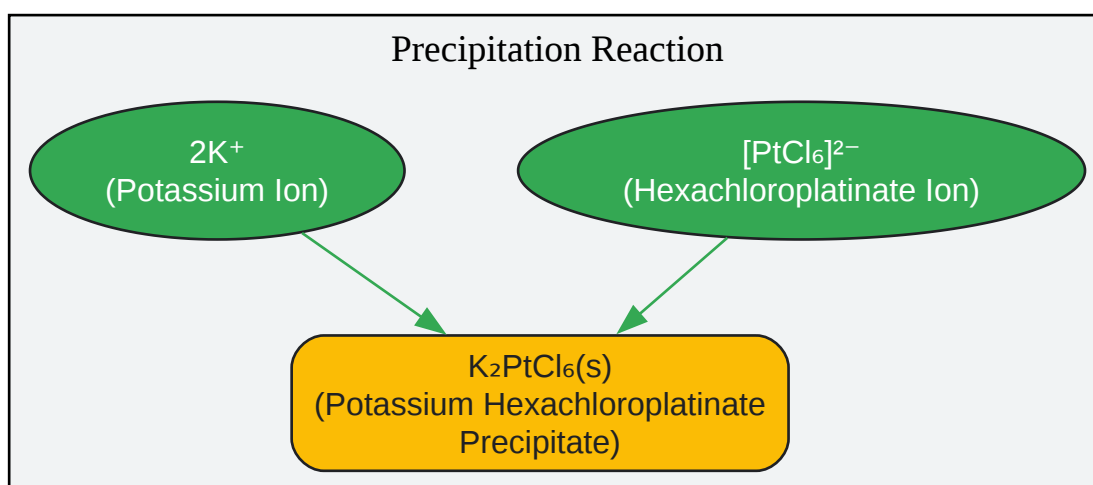 Precipitation Reaction
2K⁺
(Potassium Ion)
[PtCl₆]²⁻
(Hexachloroplatinate Ion)
K₂PtCl₆(s)
(Potassium Hexachloroplatinate
Precipitate)